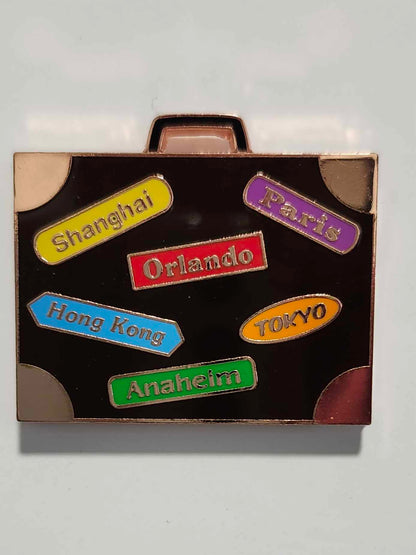 Shanghai
Paris
Orlando
Hong Kong
TOKYO
Anaheim